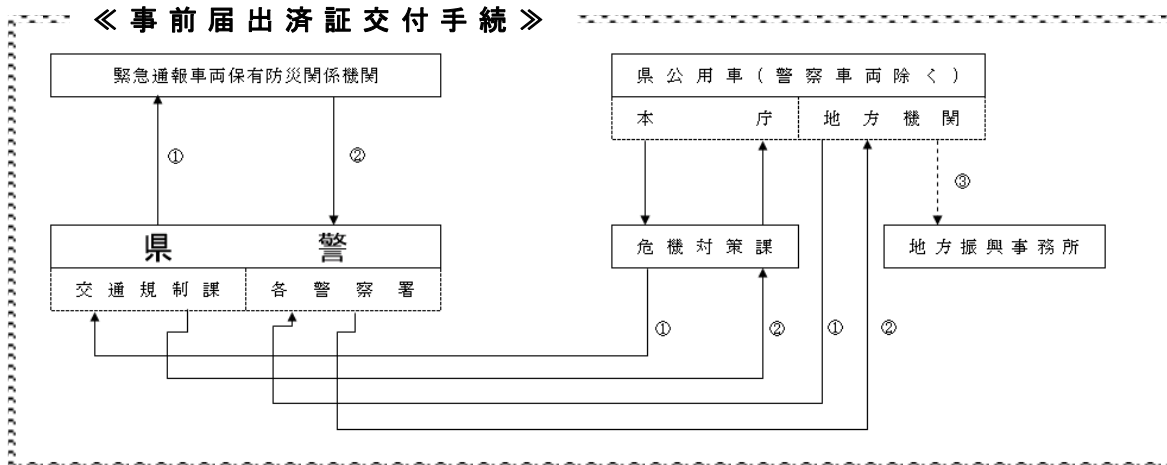 ≪事前届出済証交付手続≫
緊急通報車両保有防災関係機関
県公用車(警察車両除く)
本庁
地方機関
①
②
③
県警
危機対策課
地方振興事務所
交通規制課
各警察署
①
②
①
②